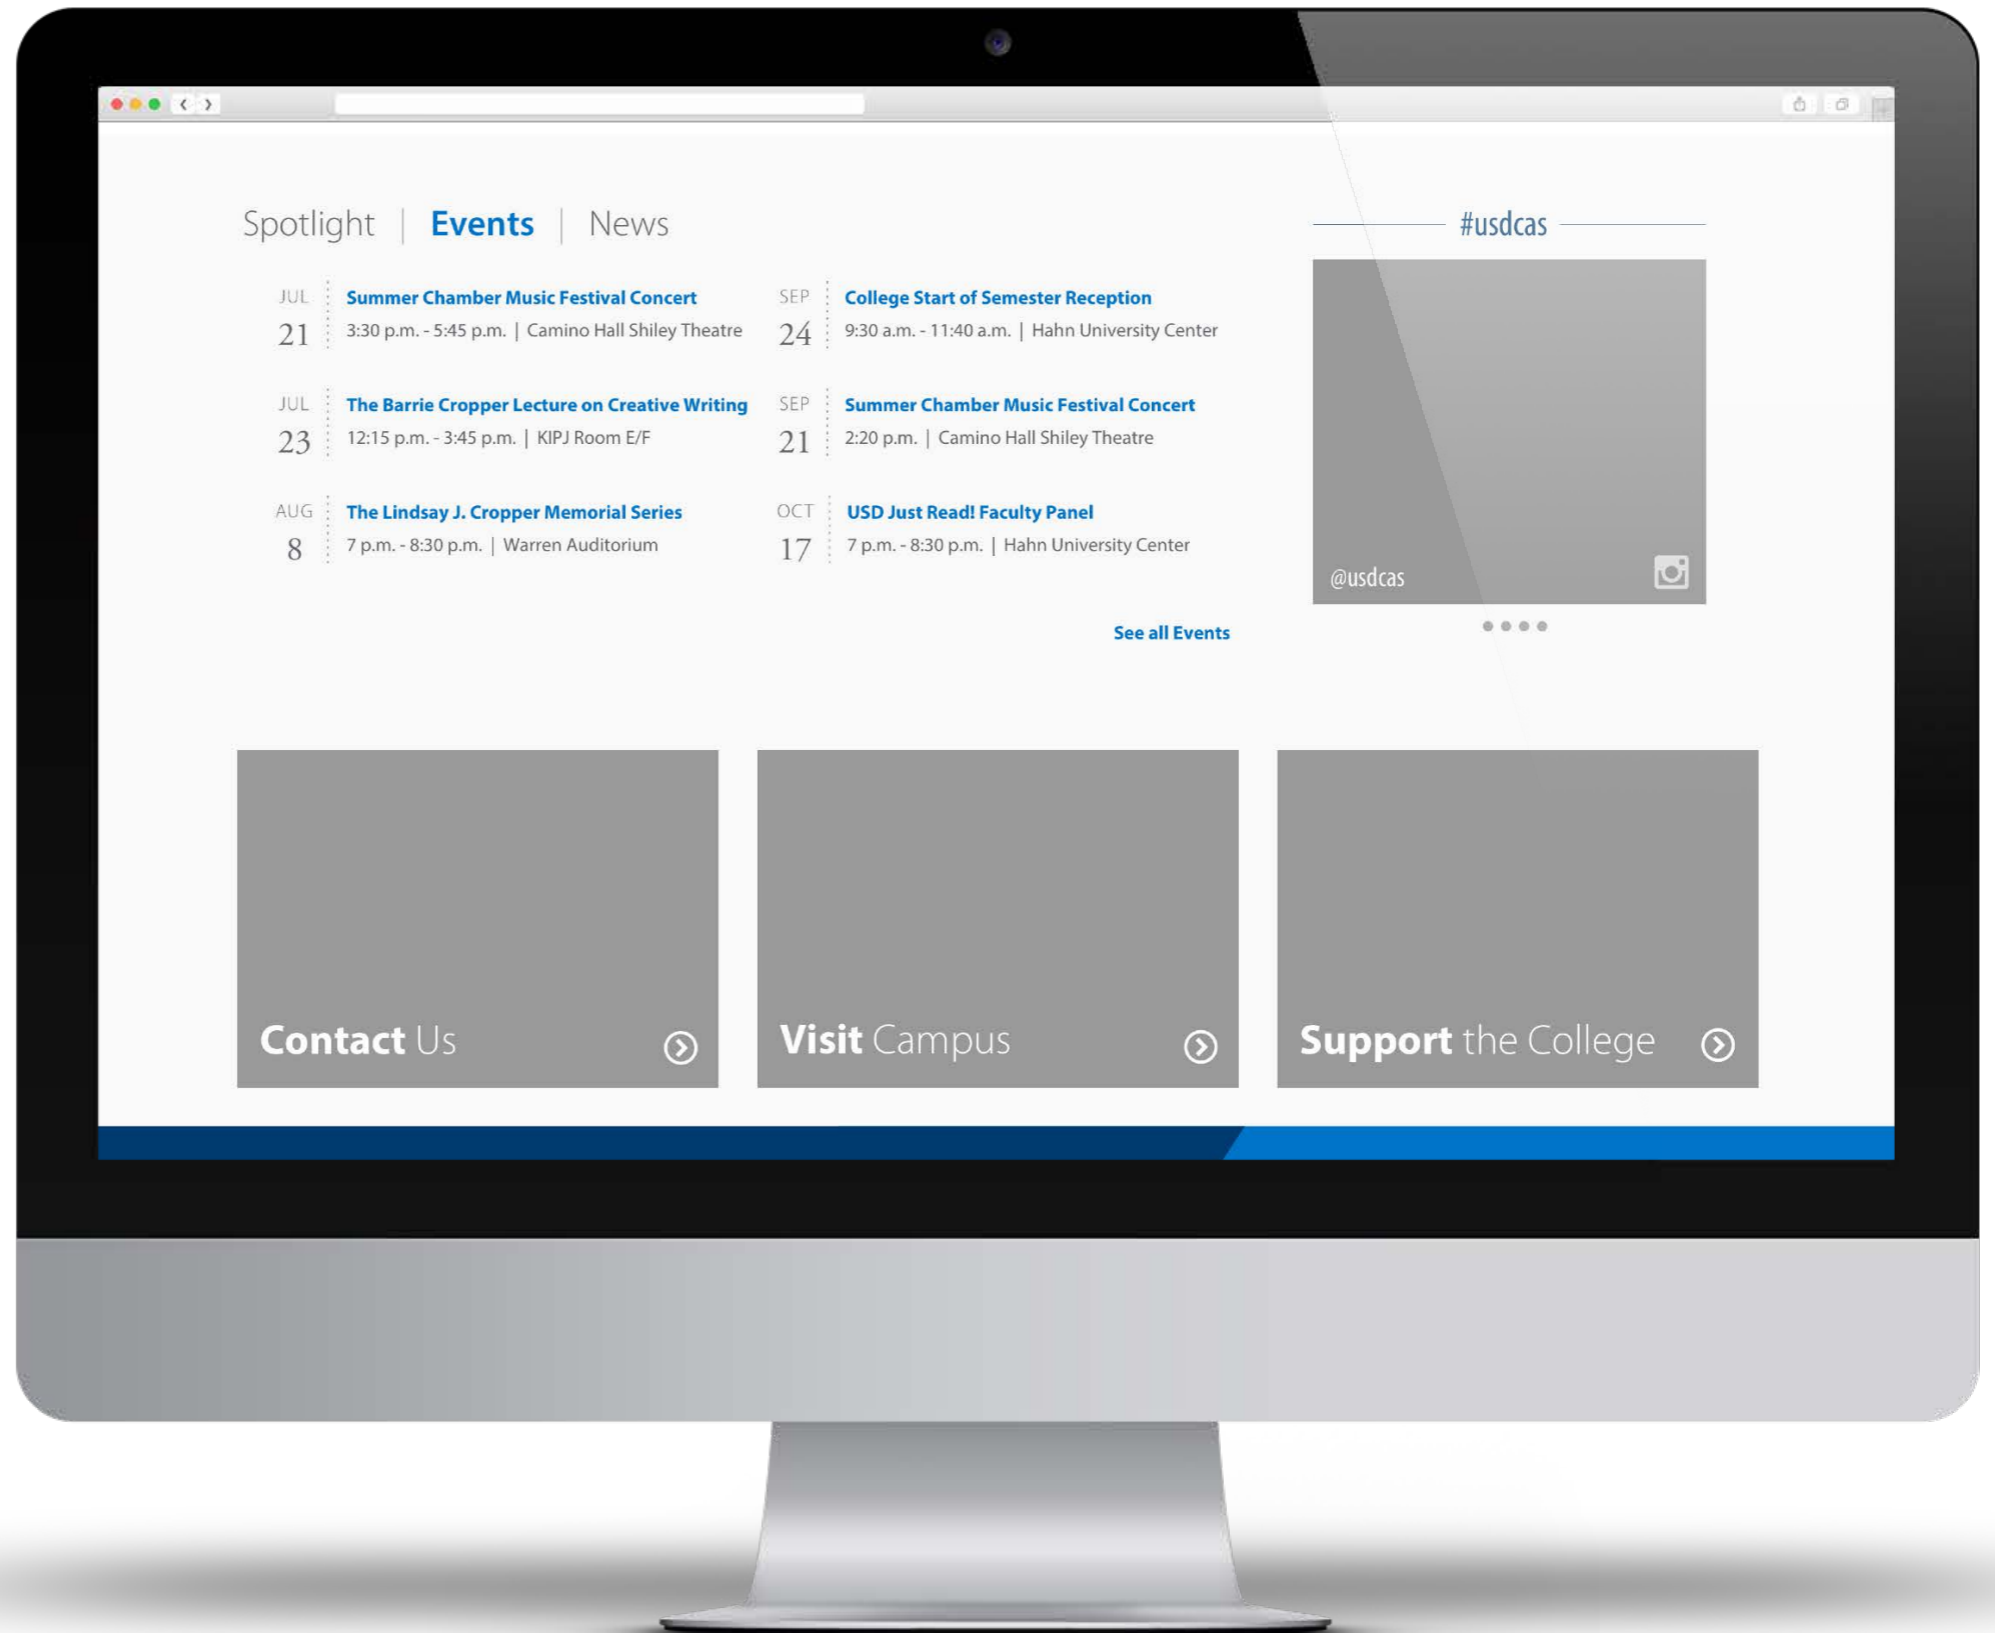 Spotlight | Events | News
JUL
21
Summer Chamber Music Festival Concert
3:30 p.m. - 5:45 p.m. | Camino Hall Shiley Theatre
JUL
23
The Barrie Cropper Lecture on Creative Writing
12:15 p.m. - 3:45 p.m. | KIPJ Room E/F
AUG
8
The Lindsay J. Cropper Memorial Series
7 p.m. - 8:30 p.m. | Warren Auditorium
SEP
24
College Start of Semester Reception
9:30 a.m. - 11:40 a.m. | Hahn University Center
SEP
21
Summer Chamber Music Festival Concert
2:20 p.m. | Camino Hall Shiley Theatre
OCT
17
USD Just Read! Faculty Panel
7 p.m. - 8:30 p.m. | Hahn University Center
See all Events
#usdcas
@usdcas
Contact Us
Visit Campus
Support the College